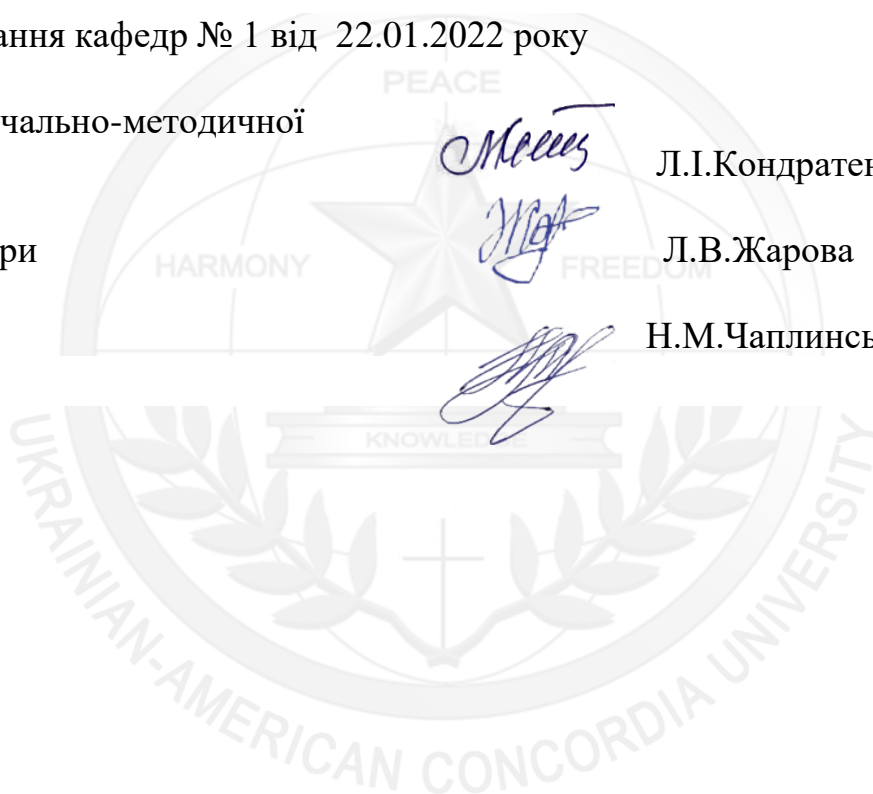 ання кафедр № 1 від 22.01.2022 року
PEACE
чально-методичної
Л.І.Кондратен
ри
HARMONY
FREEDOM
Л.В.Жарова
Н.М.Чаплинсь
KNOWLEDGE
UKRAINIAN-AMERICAN CONCORDIA UNIVERSITY